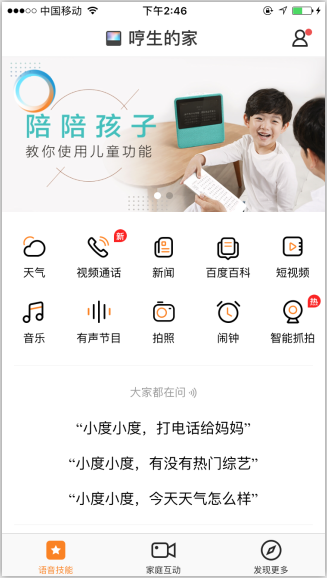 中国移动
下午2:46
哼生的家
陪陪孩子
教你使用儿童功能
天气
视频通话
新
新闻
百度百科
短视频
音乐
有声节目
拍照
闹钟
智能抓拍
热
大家都在问
“小度小度，打电话给妈妈”
“小度小度，有没有热门综艺”
“小度小度，今天天气怎么样”
语音技能
家庭互动
发现更多